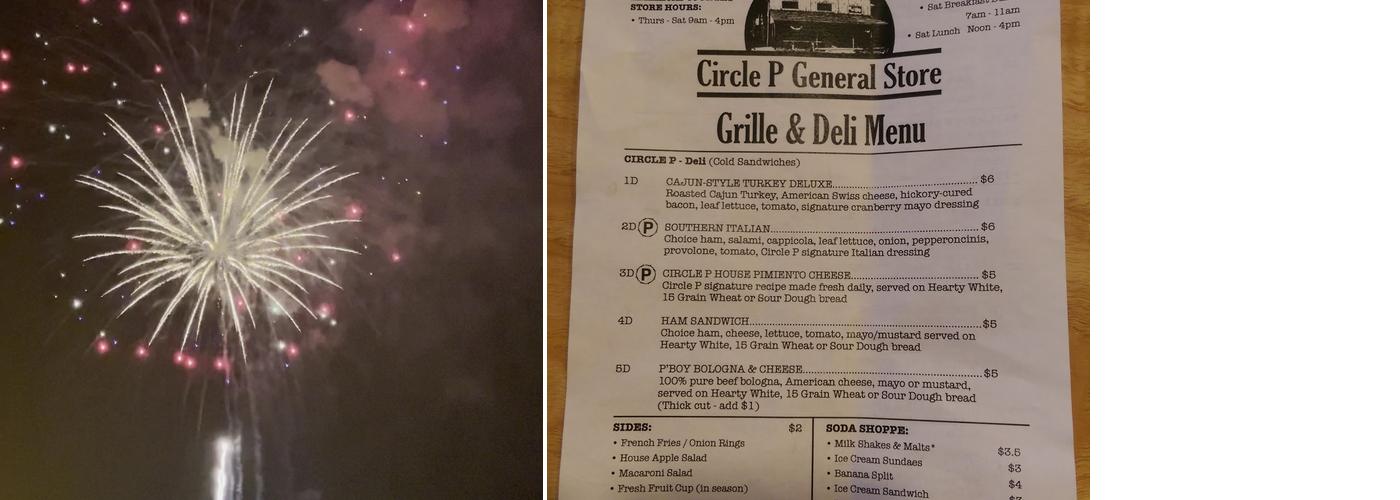 STORE HOURS:
• Thurs - Sat 9am - 4pm
• Sat Breakfast
7am - 11am
• Sat Lunch Noon - 4pm
Circle P General Store
Grille & Deli Menu
CIRCLE P - Deli (Cold Sandwiches)
1D CAJUN-STYLE TURKEY DELUXE........................................ $6
Roasted Cajun Turkey, American Swiss cheese, hickory-cured
bacon, leaf lettuce, tomato, signature cranberry mayo dressing
2D P SOUTHERN ITALIAN........................................ $6
Choice ham, salami, cappicola, leaf lettuce, onion, pepperoncinis,
provolone, tomato, Circle P signature Italian dressing
3D P CIRCLE P HOUSE PIMIENTO CHEESE........................................ $5
Circle P signature recipe made fresh daily, served on Hearty White,
15 Grain Wheat or Sour Dough bread
4D HAM SANDWICH........................................ $5
Choice ham, cheese, lettuce, tomato, mayo/mustard served on
Hearty White, 15 Grain Wheat or Sour Dough bread
5D P'BOY BOLOGNA & CHEESE........................................ $5
100% pure beef bologna, American cheese, mayo or mustard,
served on Hearty White, 15 Grain Wheat or Sour Dough bread
(Thick cut - add $1)
SIDES: $2
• French Fries / Onion Rings
• House Apple Salad
• Macaroni Salad
• Fresh Fruit Cup (in season)
SODA SHOPPE:
• Milk Shakes & Malts* $3.5
• Ice Cream Sundaes $3
• Banana Split $4
• Ice Cream Sandwich